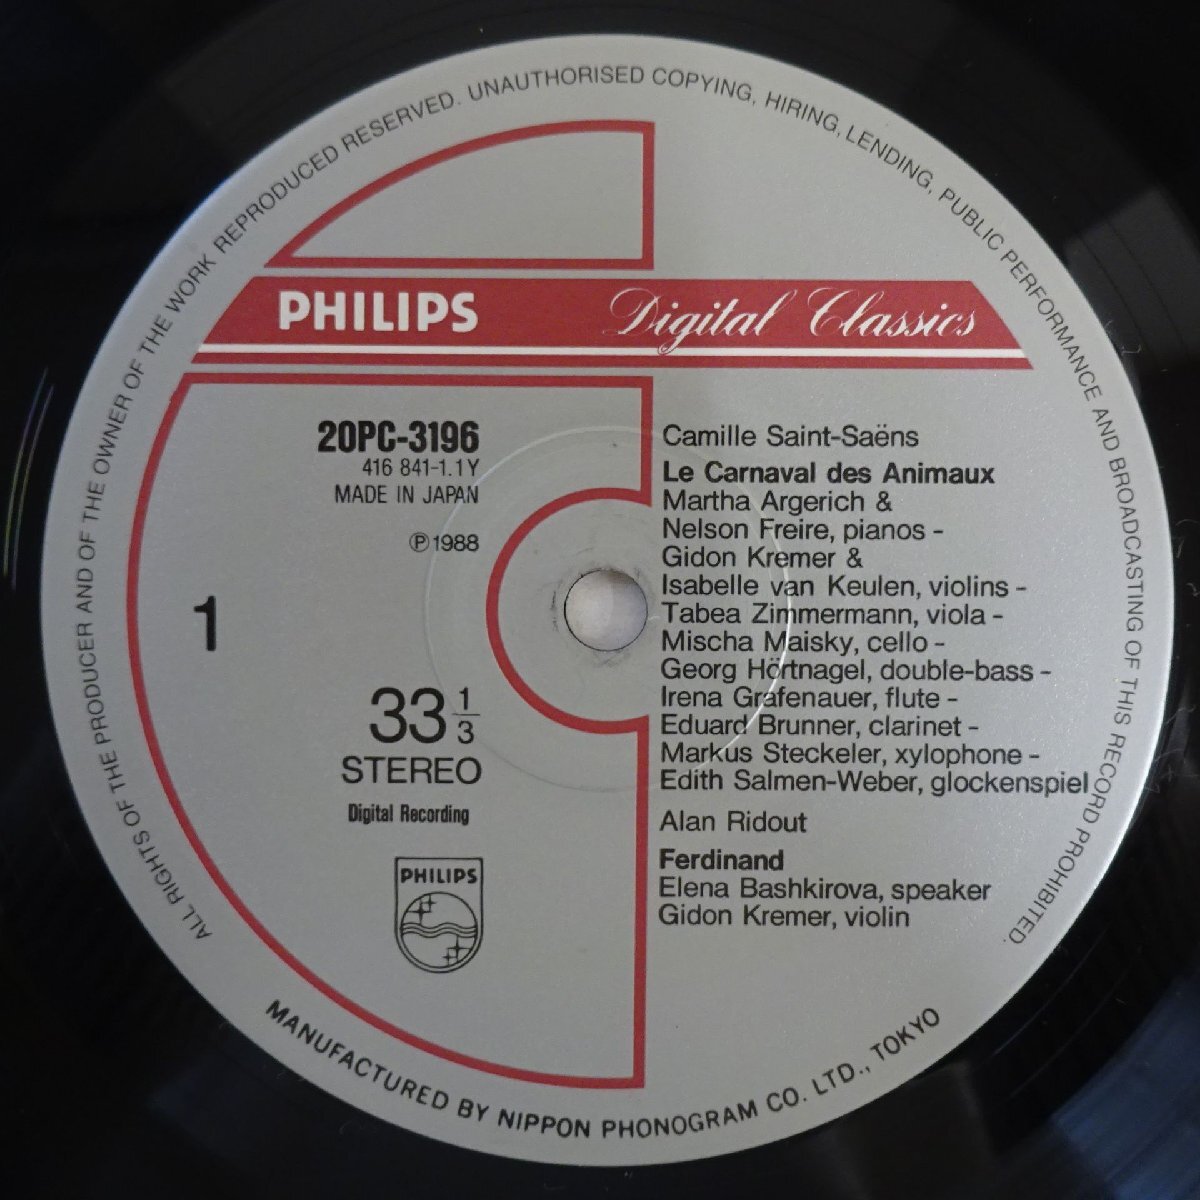 ALL RIGHTS OF THE PRODUCER AND OF THE OWNER OF THE WORK REPRODUCED RESERVED. UNAUTHORISED COPYING, HIRING, LENDING, PUBLIC PERFORMANCE AND BROADCASTING OF THIS RECORD PROHIBITED.
PHILIPS Digital Classics
20PC-3196
416 841-1.1Y
MADE IN JAPAN
Ⓟ1988
1
33 1/3
STEREO
Digital Recording
PHILIPS
Camille Saint-Saëns
Le Carnaval des Animaux
Martha Argerich &
Nelson Freire, pianos -
Gidon Kremer &
Isabelle van Keulen, violins -
Tabea Zimmermann, viola -
Mischa Maisky, cello -
Georg Hörtnagel, double-bass -
Irena Grafenauer, flute -
Eduard Brunner, clarinet -
Markus Steckeler, xylophone -
Edith Salmen-Weber, glockenspiel
Alan Ridout
Ferdinand
Elena Bashkirova, speaker
Gidon Kremer, violin
MANUFACTURED BY NIPPON PHONOGRAM CO. LTD., TOKYO